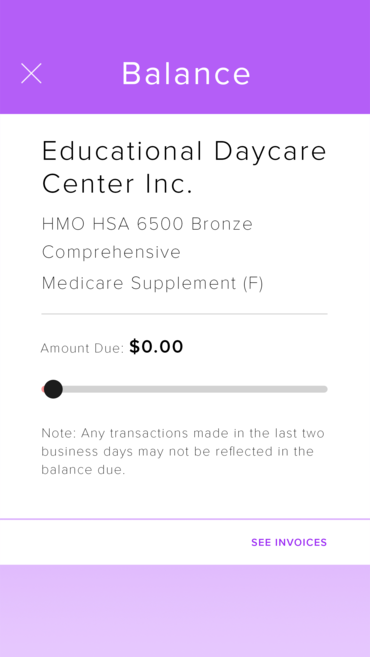 Balance
Educational Daycare
Center Inc.
HMO HSA 6500 Bronze
Comprehensive
Medicare Supplement (F)
Amount Due: $0.00
Note: Any transactions made in the last two
business days may not be reflected in the
balance due.
SEE INVOICES